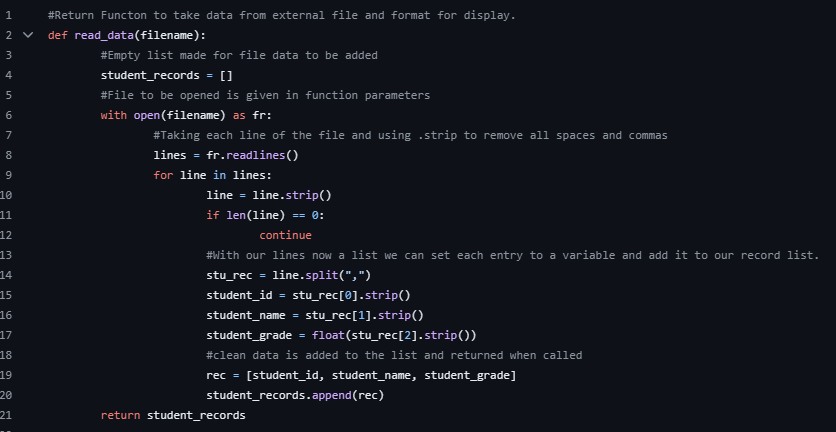 1 #Return Functon to take data from external file and format for display.
2 def read_data(filename):
3 #Empty list made for file data to be added
4 student_records = []
5 #File to be opened is given in function parameters
6 with open(filename) as fr:
7 #Taking each line of the file and using .strip to remove all spaces and commas
8 lines = fr.readlines()
9 for line in lines:
10 line = line.strip()
11 if len(line) == 0:
12 continue
13 #With our lines now a list we can set each entry to a variable and add it to our record list.
14 stu_rec = line.split(",")
15 student_id = stu_rec[0].strip()
16 student_name = stu_rec[1].strip()
17 student_grade = float(stu_rec[2].strip())
18 #clean data is added to the list and returned when called
19 rec = [student_id, student_name, student_grade]
20 student_records.append(rec)
21 return student_records